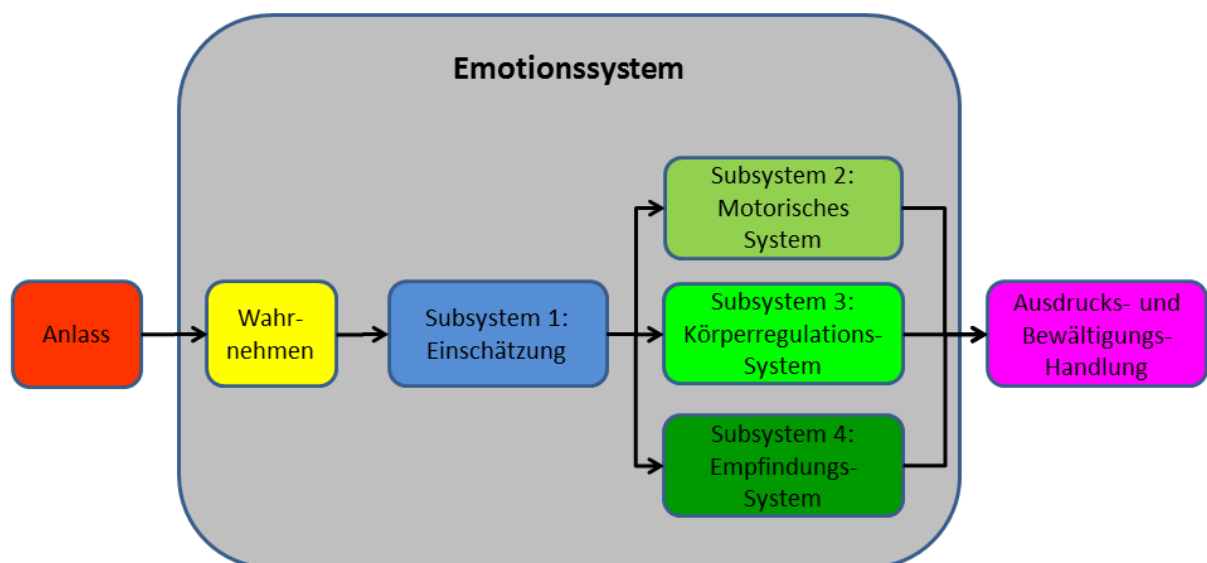 Emotionssystem
Anlass
Wahr-
nehmen
Subsystem 1:
Einschätzung
Subsystem 2:
Motorisches
System
Subsystem 3:
Körperregulations-
System
Subsystem 4:
Empfindungs-
System
Ausdrucks- und
Bewältigungs-
Handlung